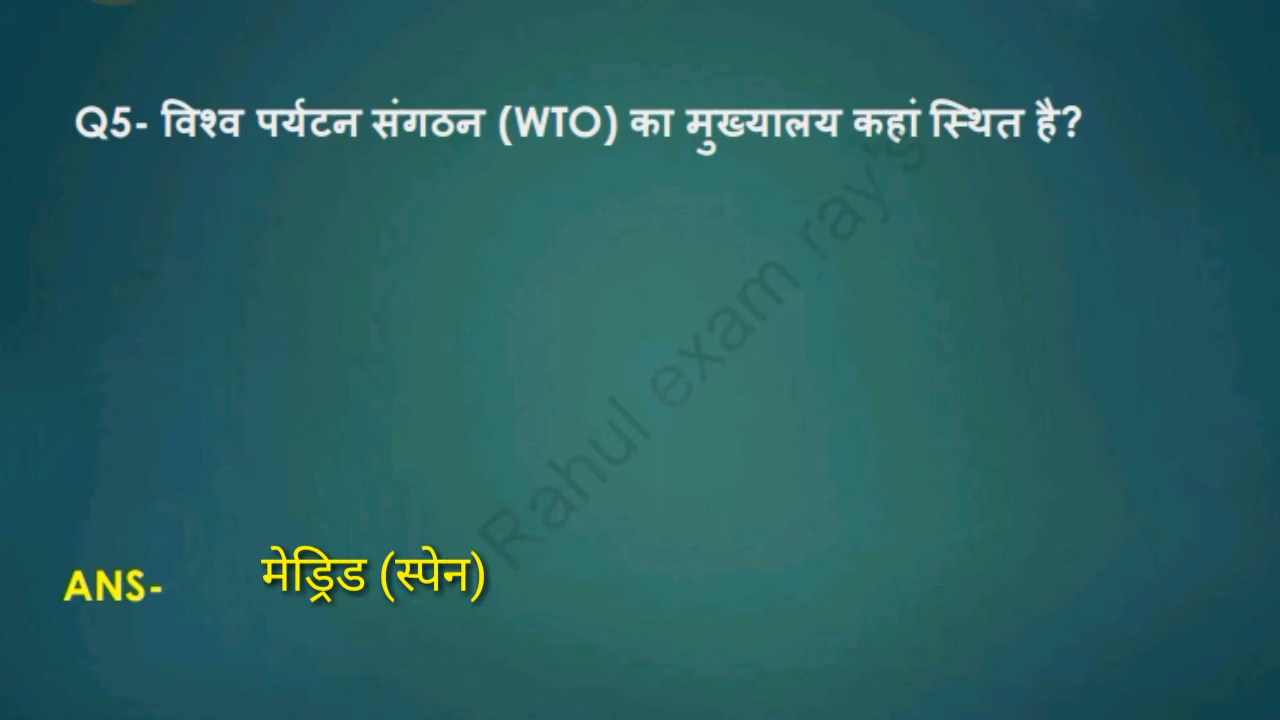 Q5- विश्व पर्यटन संगठन (WTO) का मुख्यालय कहां स्थित है?
Rahul exam ray's
ANS- मेड्रिड (स्पेन)